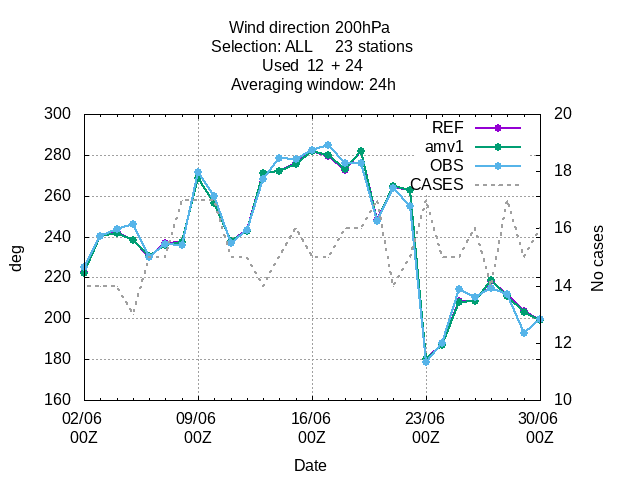 Wind direction 200hPa
Selection: ALL 23 stations
Used 12 + 24
Averaging window: 24h
300
280
260
240
220
200
180
160
deg
20
18
16
14
12
10
No cases
REF
amv1
OBS
CASES
02/06 09/06 16/06 23/06 30/06
00Z 00Z 00Z 00Z 00Z
Date